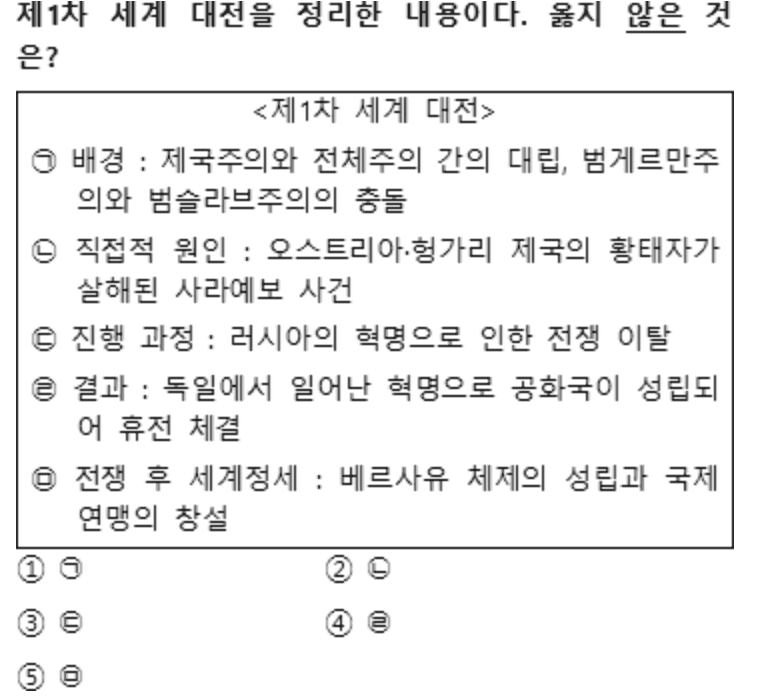 제1차 세계 대전을 정리한 내용이다. 옳지 않은 것
은?
<제1차 세계 대전>
㉠ 배경 : 제국주의와 전체주의 간의 대립, 범게르만주
의와 범슬라브주의의 충돌
㉡ 직접적 원인 : 오스트리아·헝가리 제국의 황태자가
살해된 사라예보 사건
㉢ 진행 과정 : 러시아의 혁명으로 인한 전쟁 이탈
㉣ 결과 : 독일에서 일어난 혁명으로 공화국이 성립되
어 휴전 체결
㉤ 전쟁 후 세계정세 : 베르사유 체제의 성립과 국제
연맹의 창설
① ㉠ ② ㉡
③ ㉢ ④ ㉣
⑤ ㉤